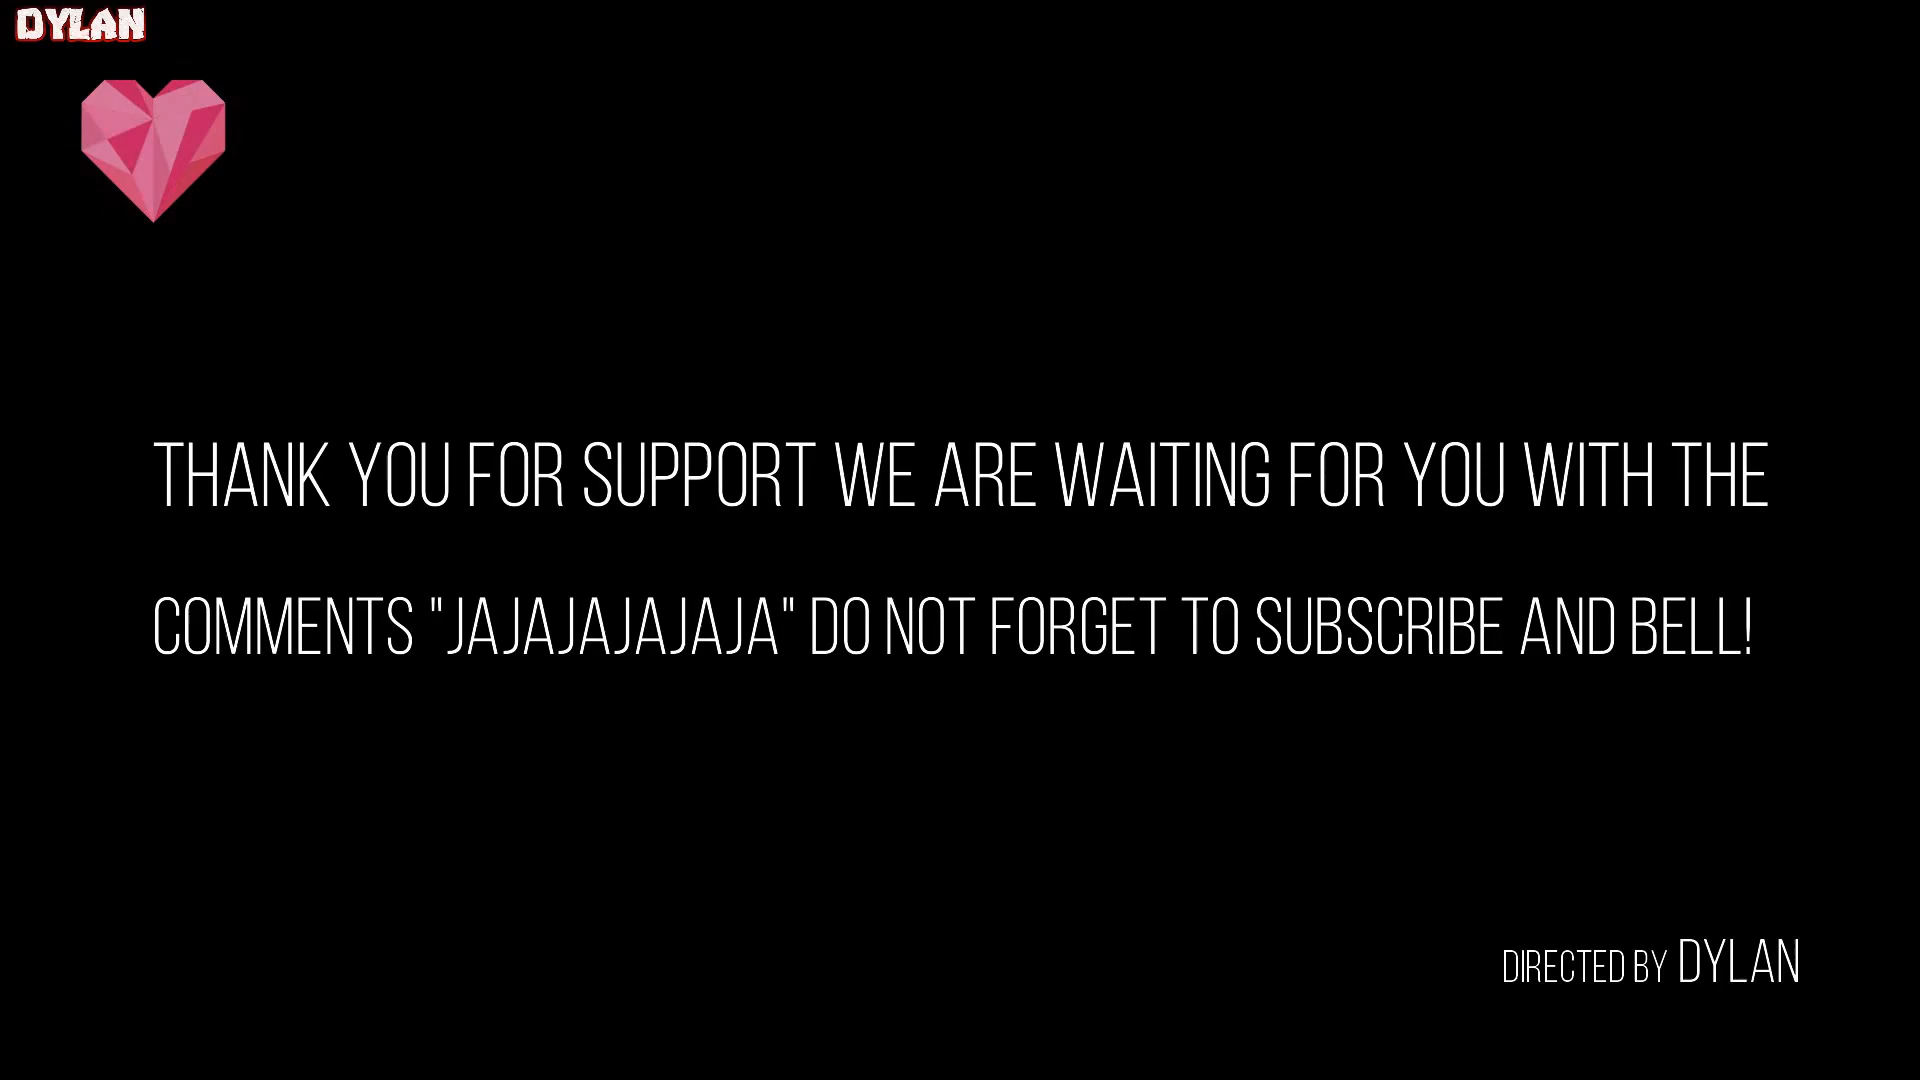 DYLAN
THANK YOU FOR SUPPORT WE ARE WAITING FOR YOU WITH THE
COMMENTS "JAJAJAJAJAJA" DO NOT FORGET TO SUBSCRIBE AND BELL!
DIRECTED BY DYLAN